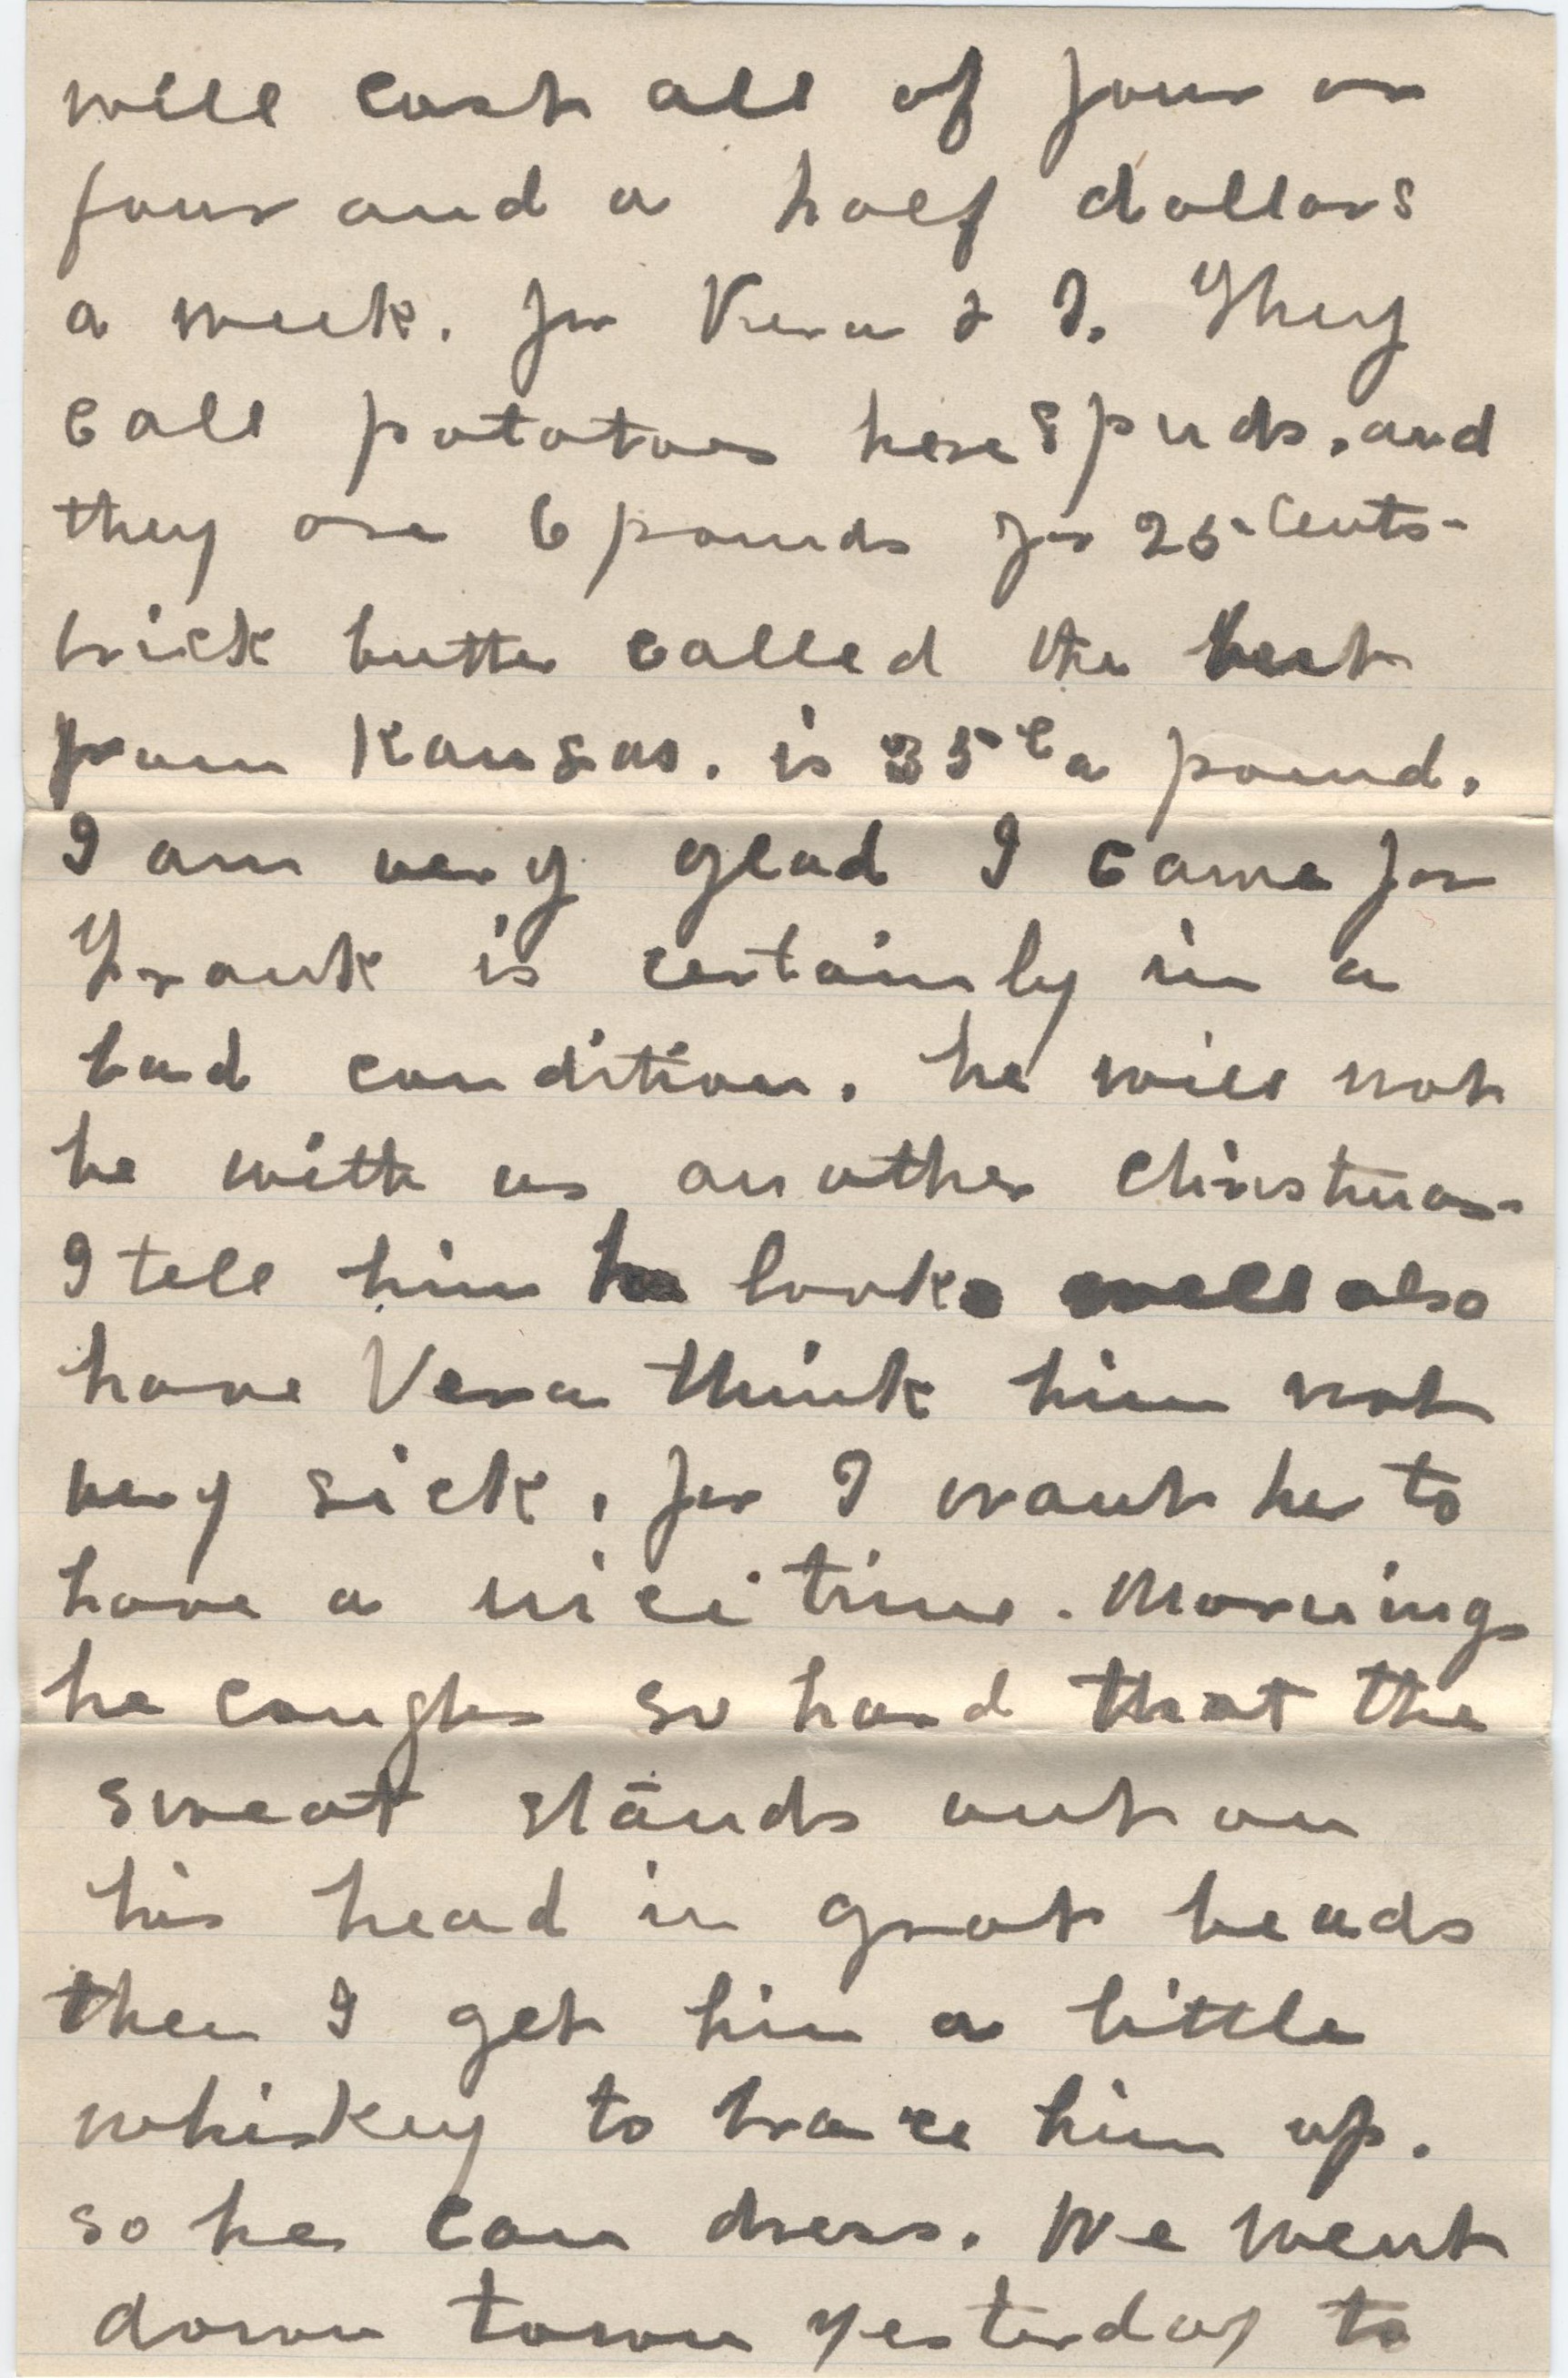 will cost all of four or
four and a half dollars
a week. for Vera & I. They
call potatoes here spuds. and
they are 6 pounds for 25 cents-
brick butter called the best
from Kansas. is 35c a pound.
I am very glad I came for
Frank is certainly in a
bad condition. he will not
be with us another Christmas-
I tell him he looks well also
have Vera think him not
very sick, for I want her to
have a nice time. Mornings
he coughs so hard that the
sweat stands out on
his head in great beads
then I get him a little
whiskey to brace him up.
so he can dress. We went
down town yesterday to